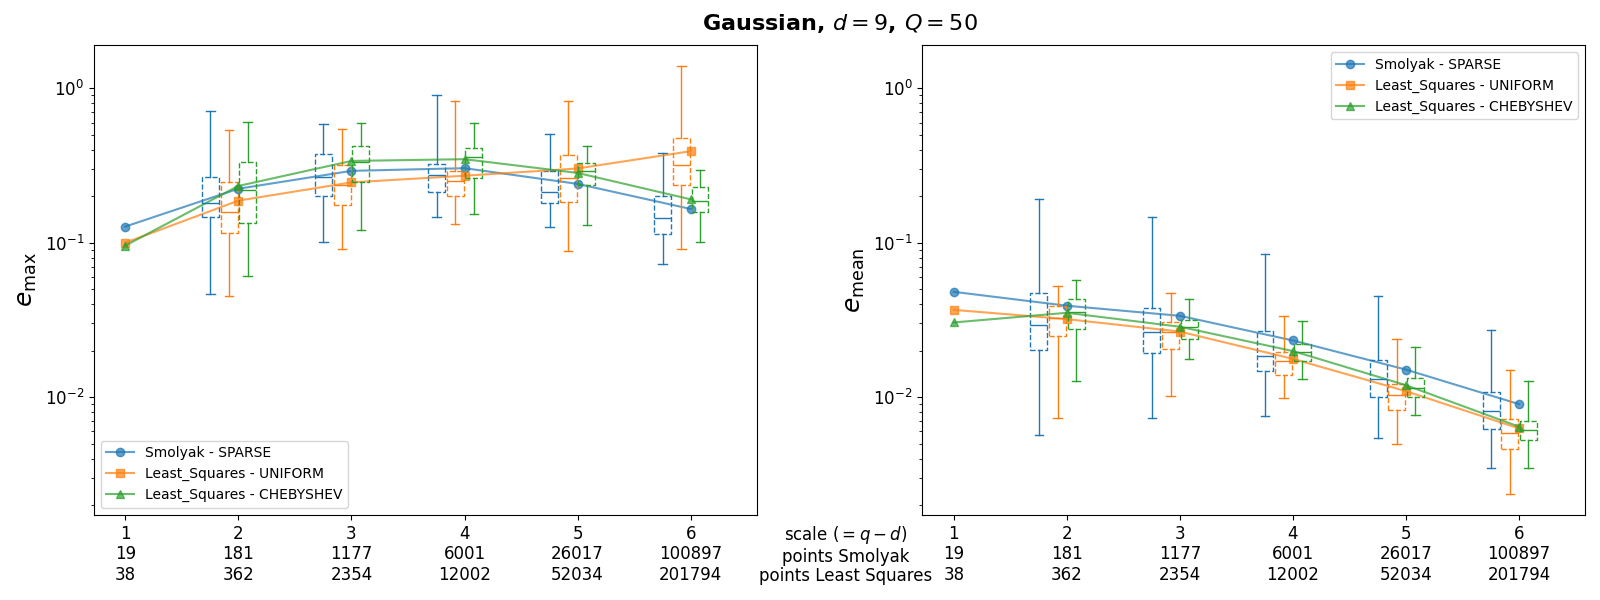 Gaussian, d = 9, Q = 50
e_max
10^0
10^-1
10^-2
Smolyak - SPARSE
Least_Squares - UNIFORM
Least_Squares - CHEBYSHEV
1 2 3 4 5 6
19 181 1177 6001 26017 100897
38 362 2354 12002 52034 201794
scale (= q − d)
points Smolyak
points Least Squares
e_mean
10^0
10^-1
10^-2
Smolyak - SPARSE
Least_Squares - UNIFORM
Least_Squares - CHEBYSHEV
1 2 3 4 5 6
19 181 1177 6001 26017 100897
38 362 2354 12002 52034 201794